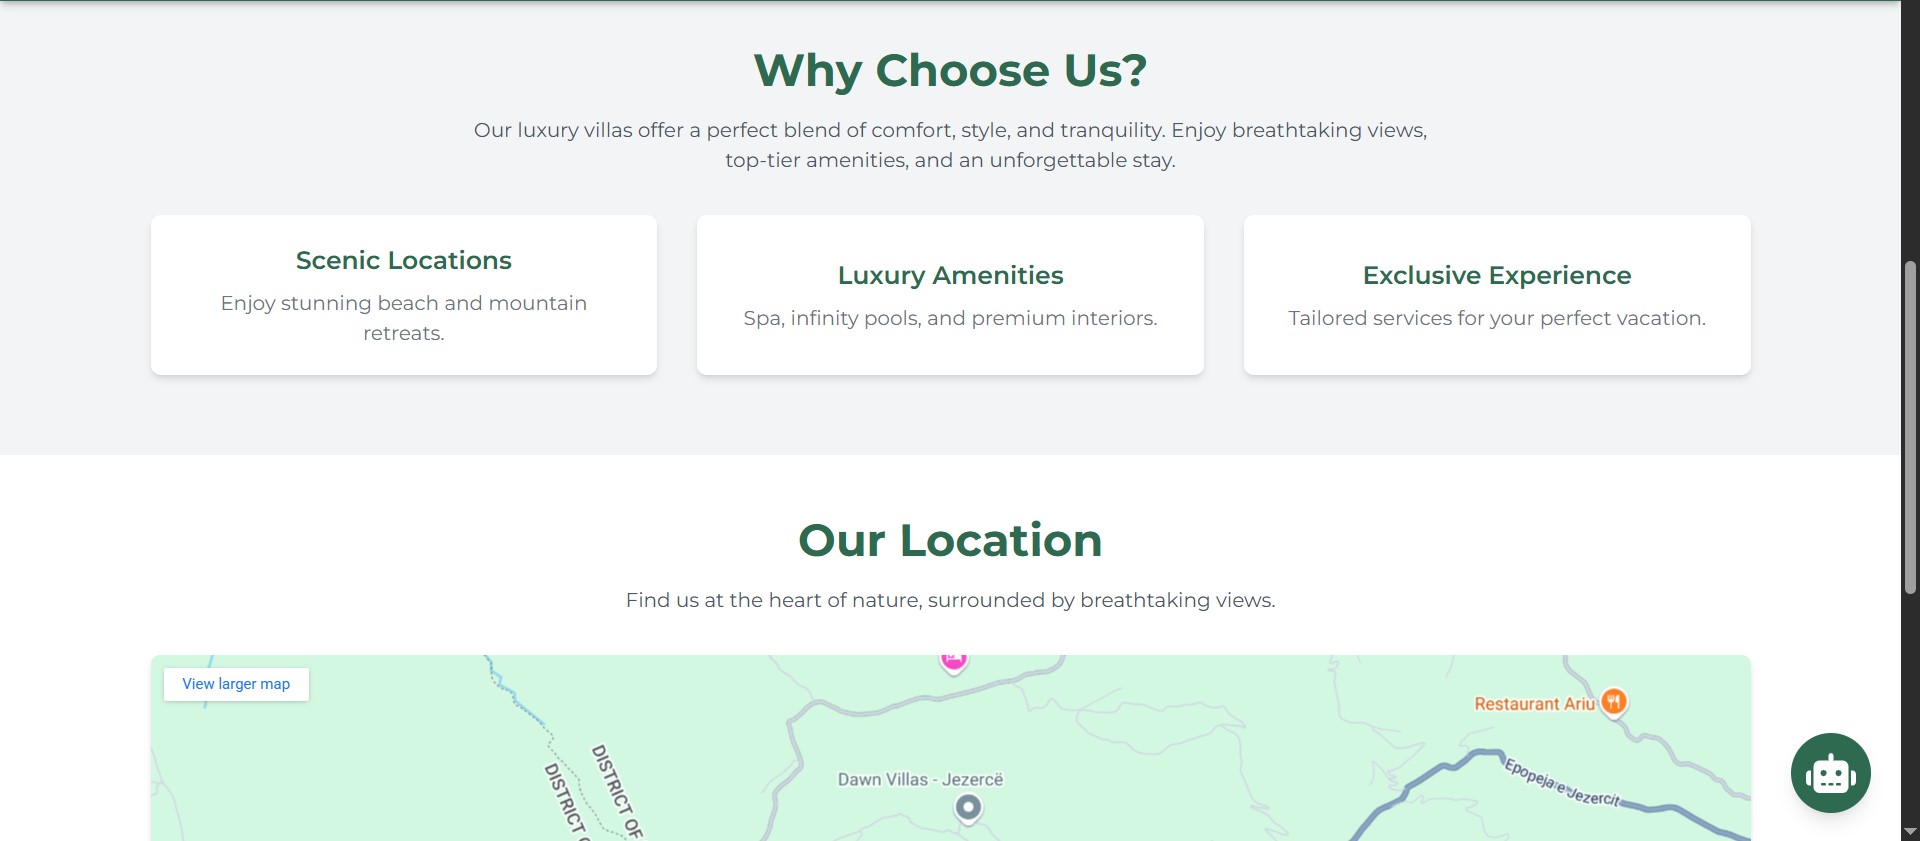 Why Choose Us?
Our luxury villas offer a perfect blend of comfort, style, and tranquility. Enjoy breathtaking views,
top-tier amenities, and an unforgettable stay.
Scenic Locations
Enjoy stunning beach and mountain
retreats.
Luxury Amenities
Spa, infinity pools, and premium interiors.
Exclusive Experience
Tailored services for your perfect vacation.
Our Location
Find us at the heart of nature, surrounded by breathtaking views.
View larger map
Restaurant Ariu
DISTRICT OF
DISTRICT
Dawn Villas - Jezercë
Epopeja e Jezercit